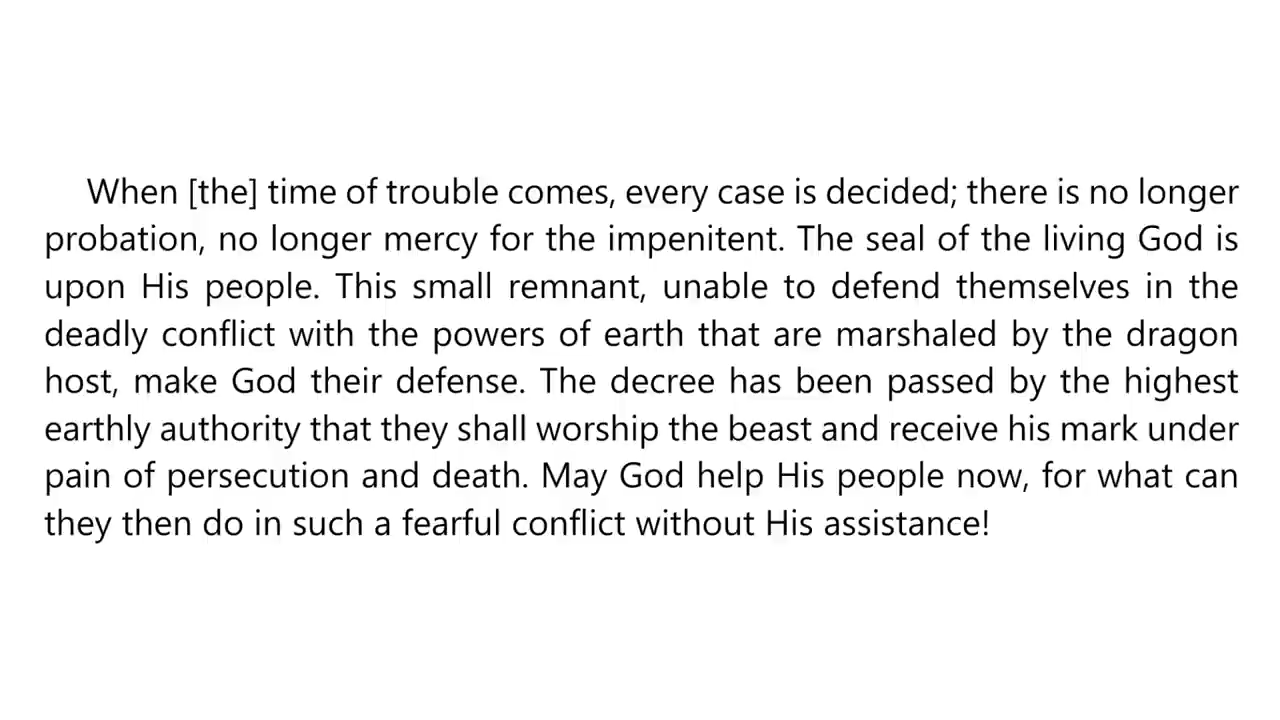 When [the] time of trouble comes, every case is decided; there is no longer
probation, no longer mercy for the impenitent. The seal of the living God is
upon His people. This small remnant, unable to defend themselves in the
deadly conflict with the powers of earth that are marshaled by the dragon
host, make God their defense. The decree has been passed by the highest
earthly authority that they shall worship the beast and receive his mark under
pain of persecution and death. May God help His people now, for what can
they then do in such a fearful conflict without His assistance!